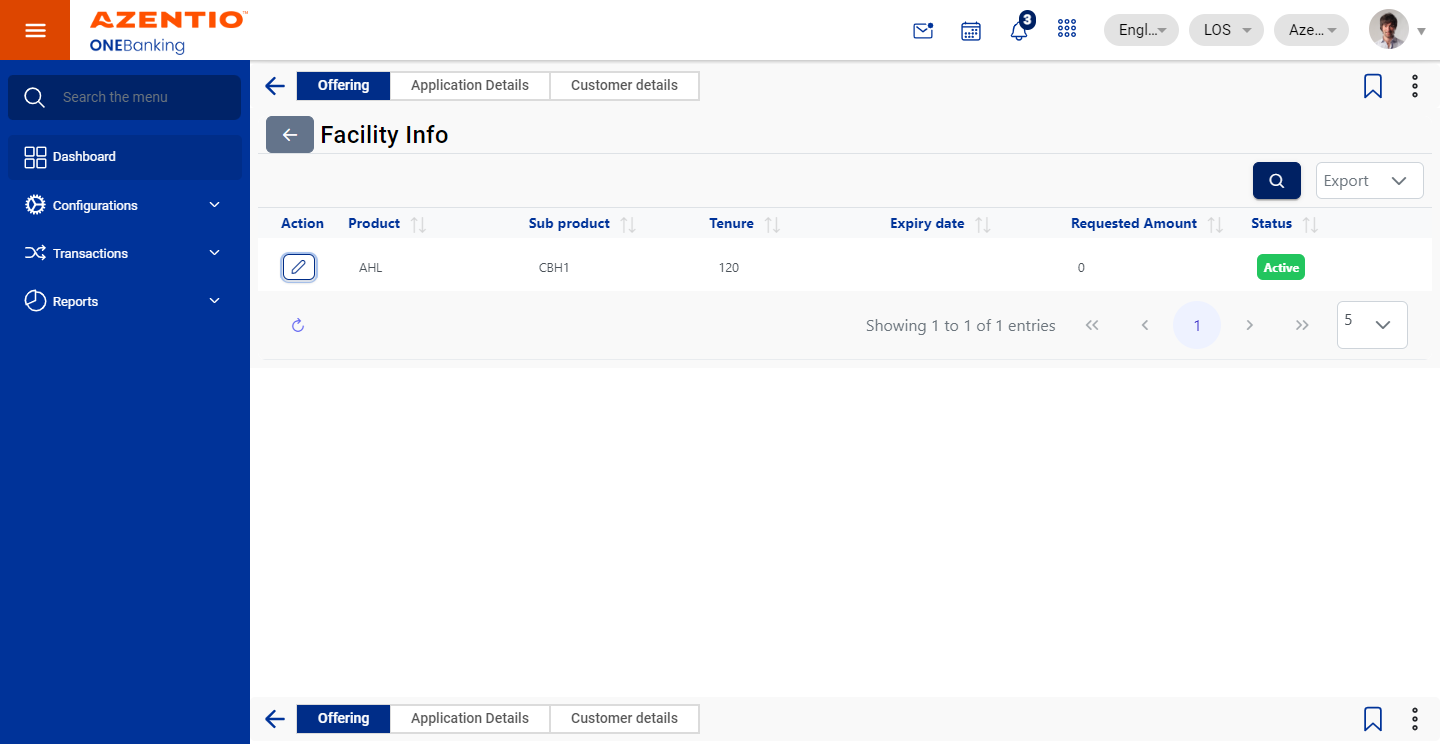 AZENTIO™
ONEBanking
3
Engl...
LOS
Aze...
Search the menu
Dashboard
Configurations
Transactions
Reports
Offering
Application Details
Customer details
Facility Info
Export
Action Product Sub product Tenure Expiry date Requested Amount Status
AHL CBH1 120 0 Active
Showing 1 to 1 of 1 entries
1
5
Offering
Application Details
Customer details